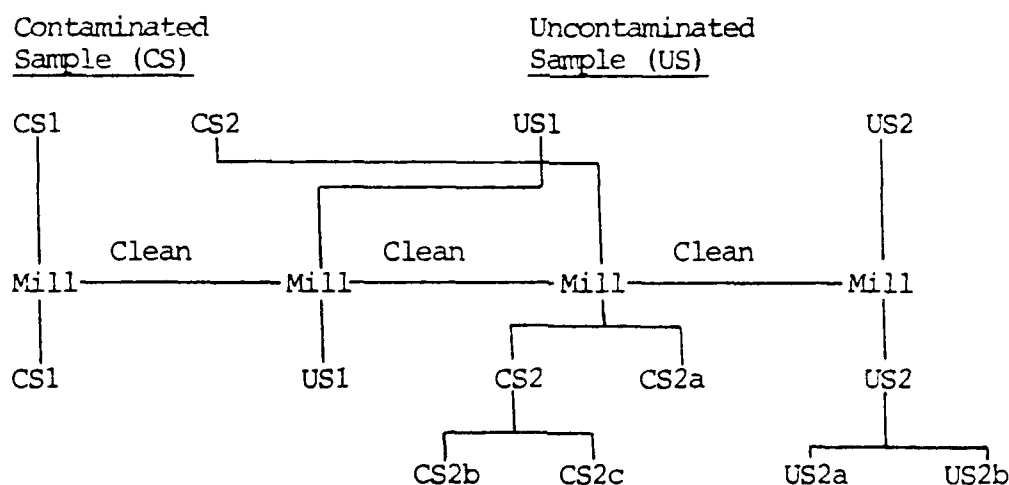 Contaminated Uncontaminated
Sample (CS) Sample (US)
CS1 CS2 US1 US2
Clean Clean Clean
Mill Mill Mill Mill
CS1 US1 CS2 CS2a US2
CS2b CS2c US2a US2b